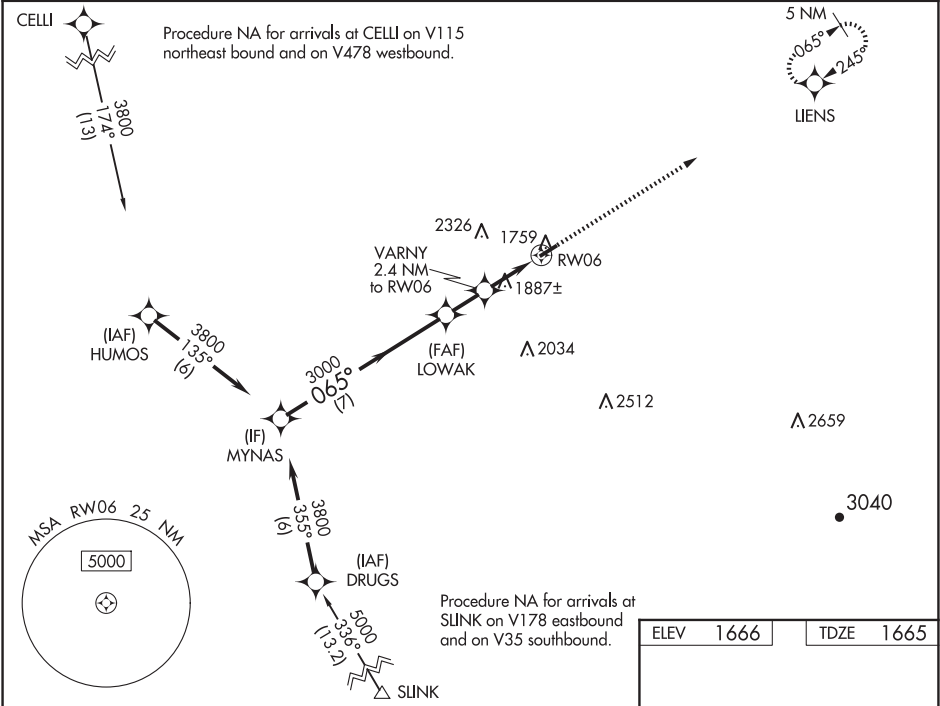 CELLI
Procedure NA for arrivals at CELLI on V115
northeast bound and on V478 westbound.
5 NM
065°
245°
LIENS
3800
174°
(13)
2326
1759
RW06
VARNY
2.4 NM
to RW06
1887±
(IAF)
HUMOS
3800
135°
(6)
(FAF)
LOWAK
2034
3000
065°
(7)
2512
2659
(IF)
MYNAS
3040
MSA RW06 25 NM
5000
3800
355°
(6)
(IAF)
DRUGS
5000
336°
(13.2)
SLINK
Procedure NA for arrivals at
SLINK on V178 eastbound
and on V35 southbound.
ELEV 1666
TDZE 1665